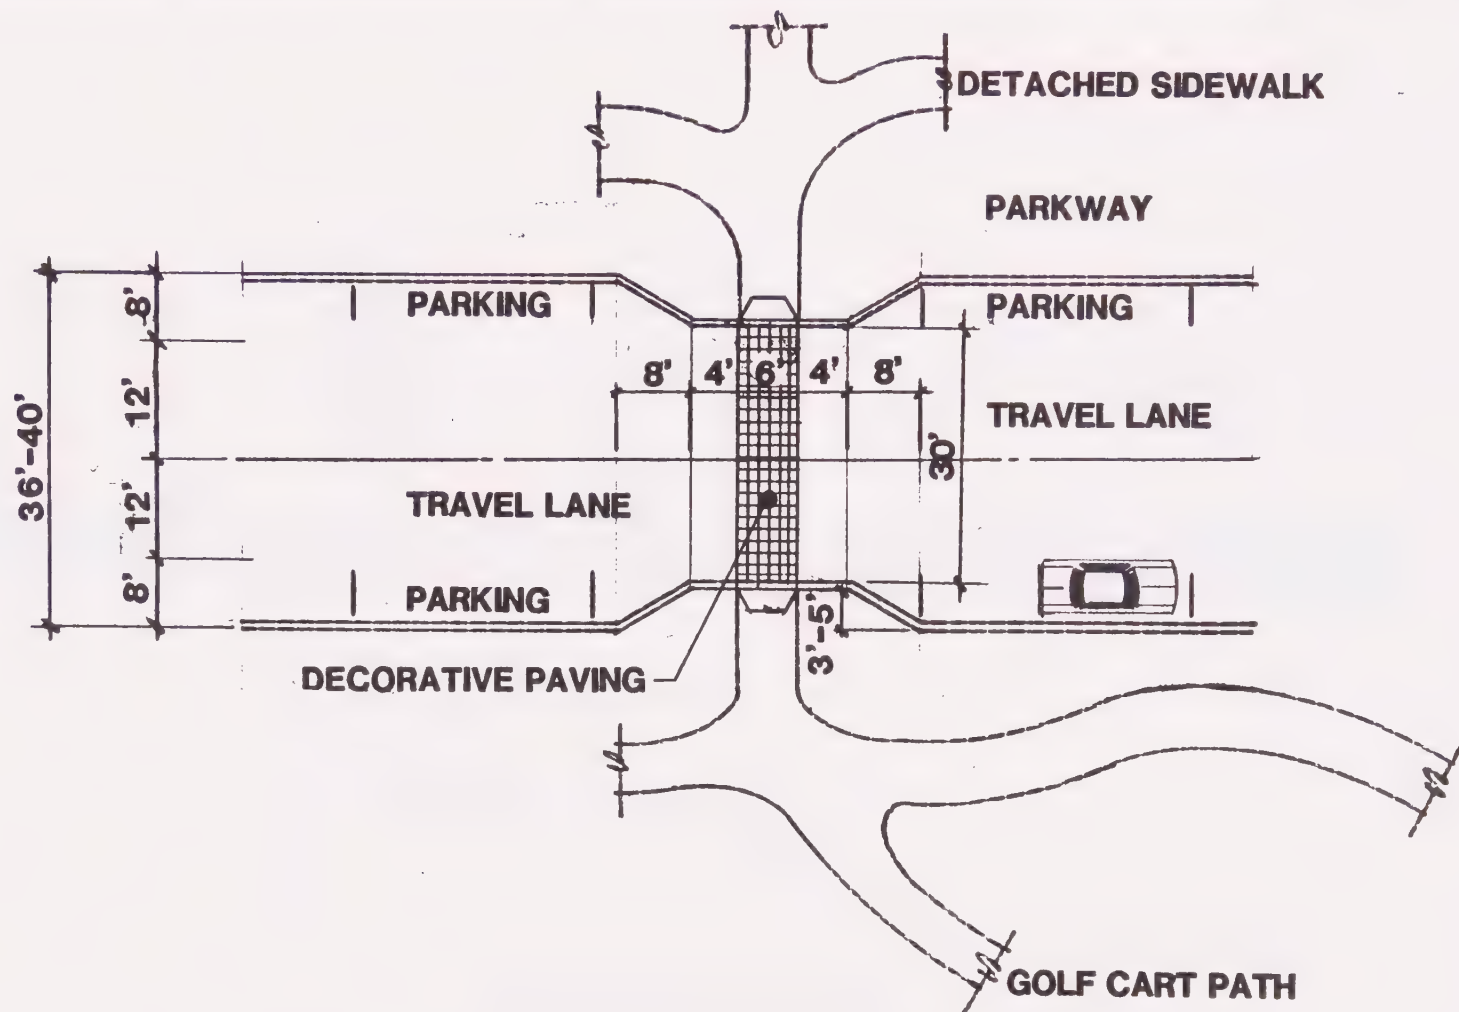 DETACHED SIDEWALK
PARKWAY
PARKING
PARKING
8'
8'
4'
6'
4'
8'
12'
TRAVEL LANE
36'-40'
30'
12'
TRAVEL LANE
8'
PARKING
3'-5'
DECORATIVE PAVING
GOLF CART PATH